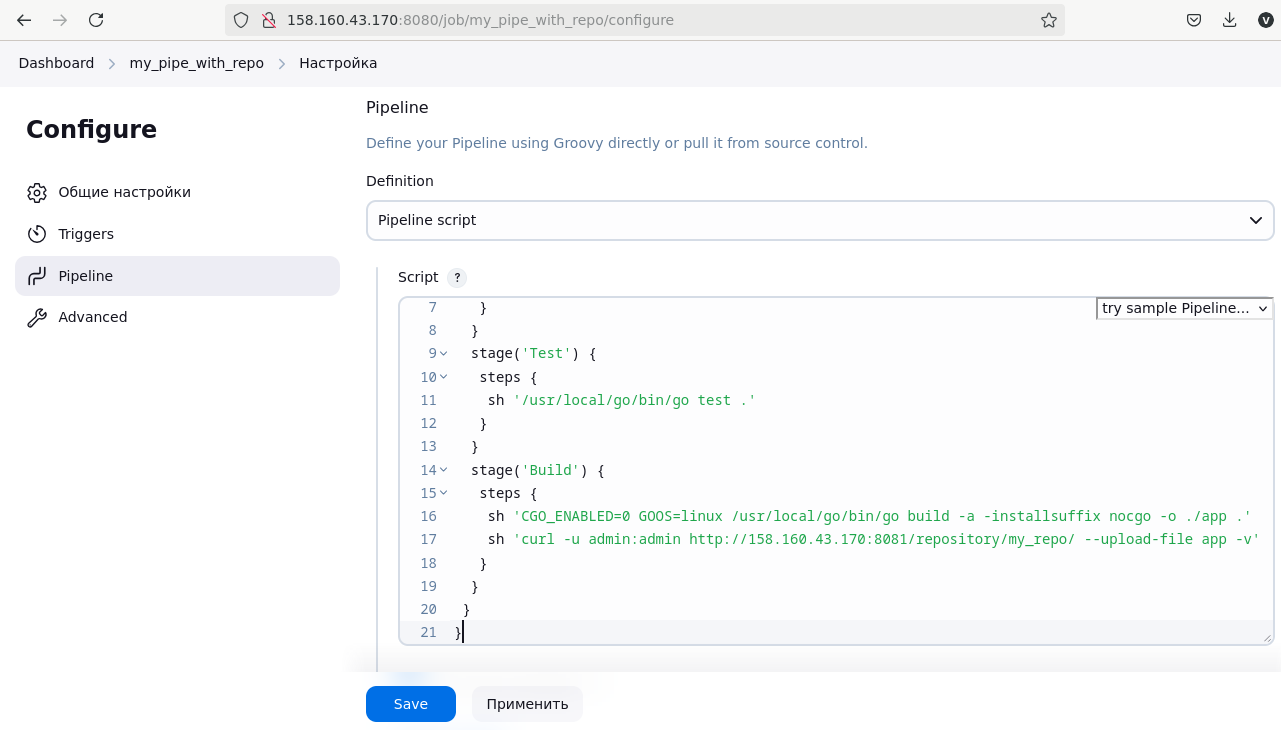 158.160.43.170:8080/job/my_pipe_with_repo/configure
V
Dashboard my_pipe_with_repo Настройка
Configure
Общие настройки
Triggers
Pipeline
Advanced
Pipeline
Define your Pipeline using Groovy directly or pull it from source control.
Definition
Pipeline script
Script ?
try sample Pipeline...
7 }
8 }
9 stage('Test') {
10 steps {
11 sh '/usr/local/go/bin/go test .'
12 }
13 }
14 stage('Build') {
15 steps {
16 sh 'CGO_ENABLED=0 GOOS=linux /usr/local/go/bin/go build -a -installsuffix nocgo -o ./app .'
17 sh 'curl -u admin:admin http://158.160.43.170:8081/repository/my_repo/ --upload-file app -v'
18 }
19 }
20 }
21 }
Save Применить